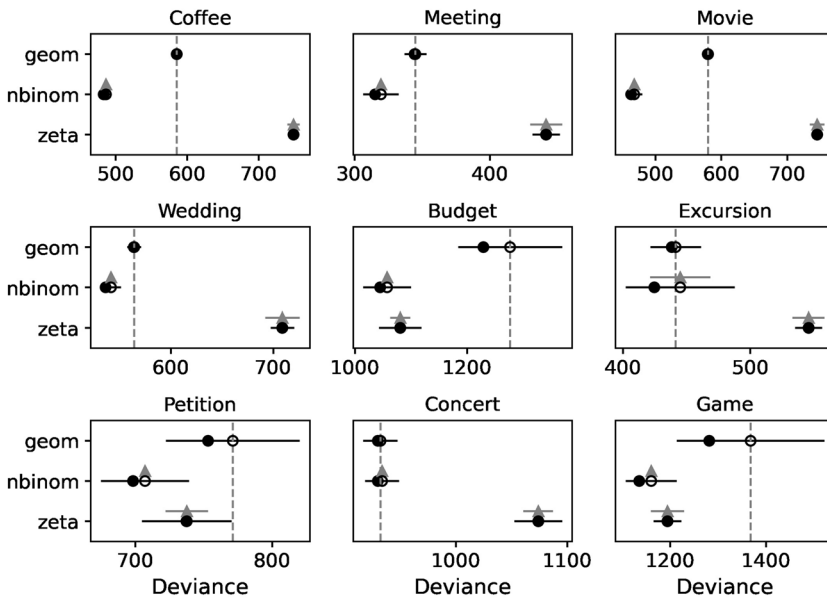 Coffee Meeting Movie
geom
nbinom
zeta
500 600 700 300 400 500 600 700
Wedding Budget Excursion
geom
nbinom
zeta
600 700 1000 1200 400 500
Petition Concert Game
geom
nbinom
zeta
700 800 1000 1100 1200 1400
Deviance Deviance Deviance